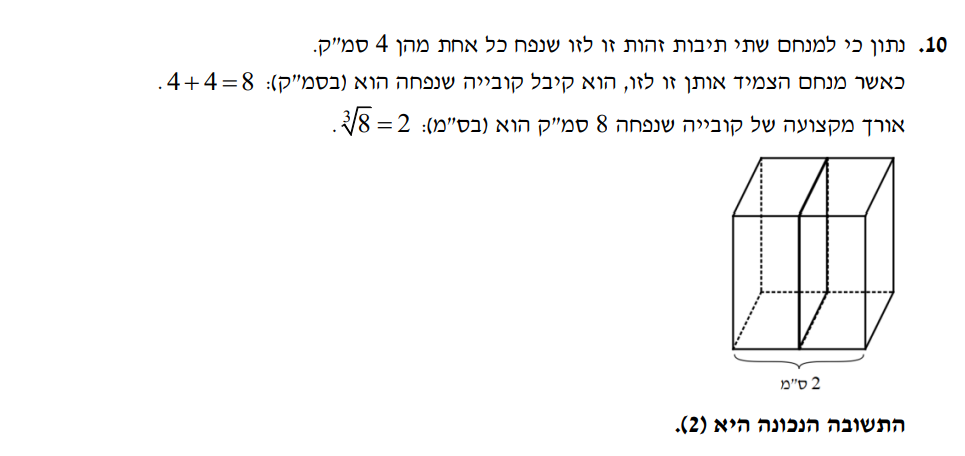 10. נתון כי למנחם שתי תיבות זהות זו לזו שנפח כל אחת מהן 4 סמ"ק.
כאשר מנחם הצמיד אותן זו לזו, הוא קיבל קובייה שנפחה הוא (בסמ"ק): 4+4=8.
אורך מקצועה של קובייה שנפחה 8 סמ"ק הוא (בס"מ): ∛8 = 2.
2 ס"מ
התשובה הנכונה היא (2).